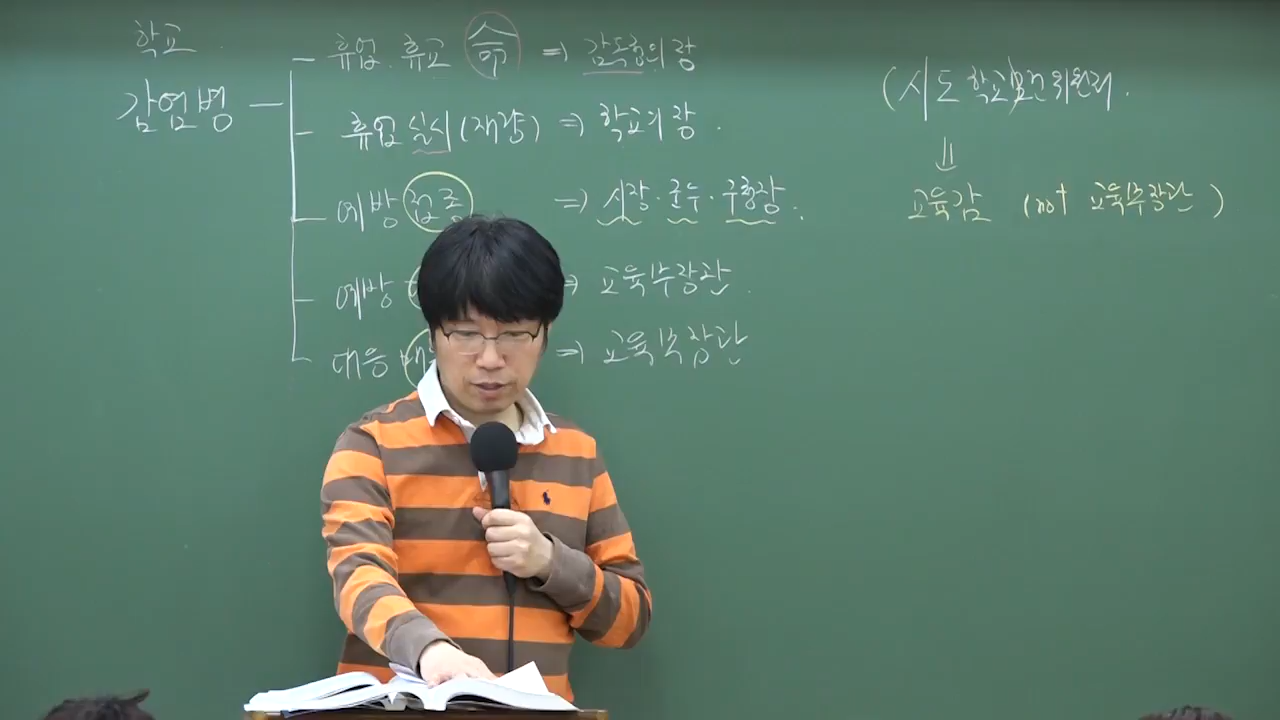 학교
감염병
휴업. 휴교 命 ⇒ 감독청의 장
휴업 실시 (재량) ⇒ 학교의 장.
예방 접종 ⇒ 시장·군수·구청장.
예방 ⇒ 교육부장관.
대응 ⇒ 교육부장관
(시도 학교보건위원회.
⇓
교육감 (not 교육부장관)